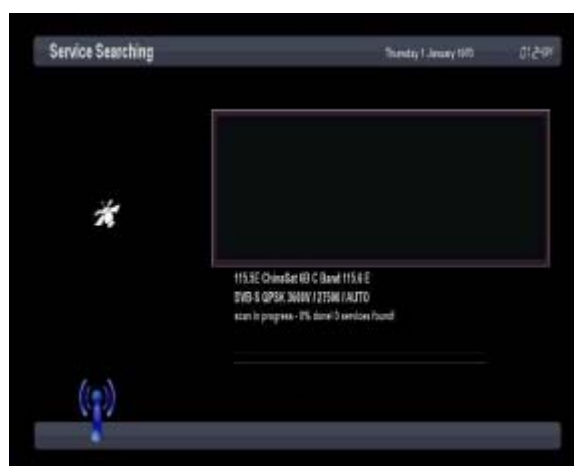 Service Searching
Thursday 1 January 1970
115.5E ChinaSat 6B C Band 115.5 E
DVB-S QPSK 3600V / 27500 / AUTO
scan in progress - 0% done! 0 services found!